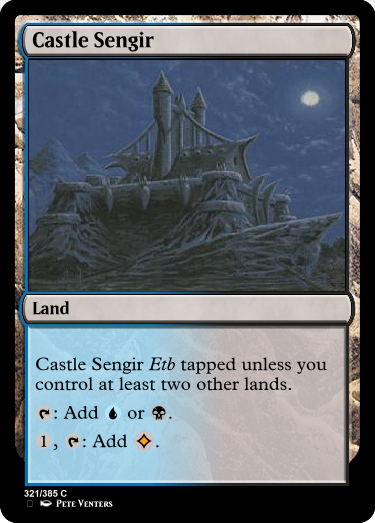 Castle Sengir
Land
Castle Sengir Etb tapped unless you
control at least two other lands.
: Add or .
1, : Add .
321/385 C
Pete Venters